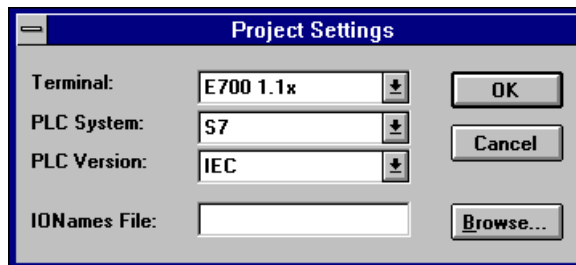 Project Settings
Terminal: E700 1.1x OK
PLC System: S7
Cancel
PLC Version: IEC
IONames File: Browse...